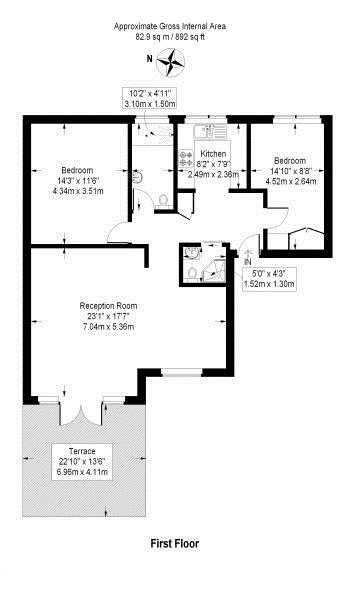 Approximate Gross Internal Area
82.9 sq m / 892 sq ft
N
10'2" x 4'11"
3.10m x 1.50m
Bedroom
14'3" x 11'6"
4.34m x 3.51m
Kitchen
8'2" x 7'9"
2.49m x 2.36m
Bedroom
14'10" x 8'8"
4.52m x 2.64m
IN
5'0" x 4'3"
1.52m x 1.30m
Reception Room
23'1" x 17'7"
7.04m x 5.36m
Terrace
22'10" x 13'6"
6.96m x 4.11m
First Floor